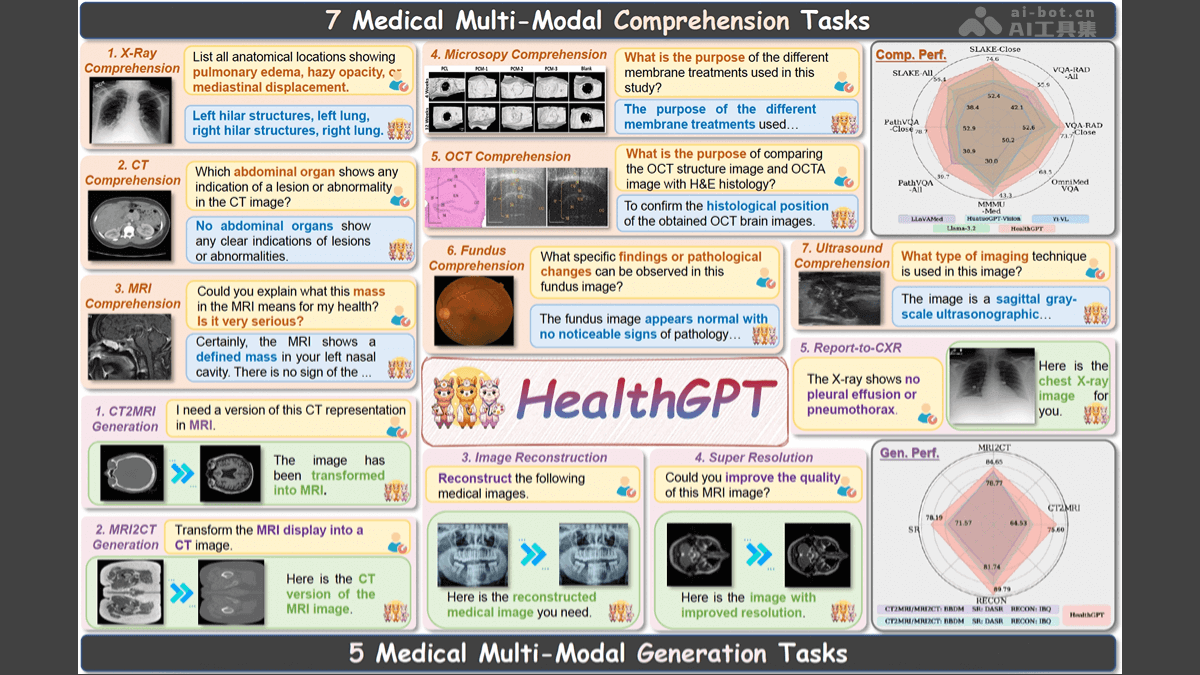 7 Medical Multi-Modal Comprehension Tasks
ai-bot.cn
AI工具集
1. X-Ray
Comprehension
List all anatomical locations showing
pulmonary edema, hazy opacity, or
mediastinal displacement.
Left hilar structures, left lung,
right hilar structures, right lung.
2. CT
Comprehension
Which abdominal organ shows any
indication of a lesion or abnormality
in the CT image?
No abdominal organs show
any clear indications of lesions
or abnormalities.
3. MRI
Comprehension
Could you explain what this mass
in the MRI means for my health?
Is it very serious?
Certainly, the MRI shows a
defined mass in your left nasal
cavity. There is no sign of the ...
4. Microsopy Comprehension
PCL PCM-1 PCM-2 PCM-3 Blank
What is the purpose of the different
membrane treatments used in this
study?
The purpose of the different
membrane treatments used…
5. OCT Comprehension
What is the purpose of comparing
the OCT structure image and OCTA
image with H&E histology?
To confirm the histological position
of the obtained OCT brain images.
6. Fundus
Comprehension
What specific findings or pathological
changes can be observed in this
fundus image?
The fundus image appears normal with
no noticeable signs of pathology…
7. Ultrasound
Comprehension
What type of imaging technique
is used in this image?
The image is a sagittal gray-
scale ultrasonographic…
Comp. Perf.
SLAKE-Close
74.6
VQA-RAD
-All
55.9
VQA-RAD
-Close
73.7
OmniMed
VQA
68.5
MMMU
-Med
43.3
PathVQA
-All
39.7
PathVQA
-Close
78.7
SLAKE-All
56.4
52.4
42.1
52.6
50.2
30.0
30.9
52.9
38.4
LLaVAMed HuatuoGPT-Vision Yi-VL
Llama-3.2 HealthGPT
HealthGPT
1. CT2MRI
Generation
I need a version of this CT representation
in MRI.
The image has
been transformed
into MRI.
2. MRI2CT
Generation
Transform the MRI display into a
CT image.
Here is the CT
version of the
MRI image.
3. Image Reconstruction
Reconstruct the following
medical images.
Here is the reconstructed
medical image you need.
4. Super Resolution
Could you improve the quality
of this MRI image?
Here is the image with
improved resolution.
5. Report-to-CXR
The X-ray shows no
pleural effusion or
pneumothorax.
Here is the
chest X-ray
image for
you.
Gen. Perf.
MRI2CT
84.65
70.77
CT2MRI
75.60
64.53
RECON
89.79
81.74
SR
78.19
71.57
CT2MRI/MRI2CT: BBDM SR: DASR RECON: IBQ
CT2MRI/MRI2CT: BBDM SR: DASR RECON: IBQ
HealthGPT
5 Medical Multi-Modal Generation Tasks